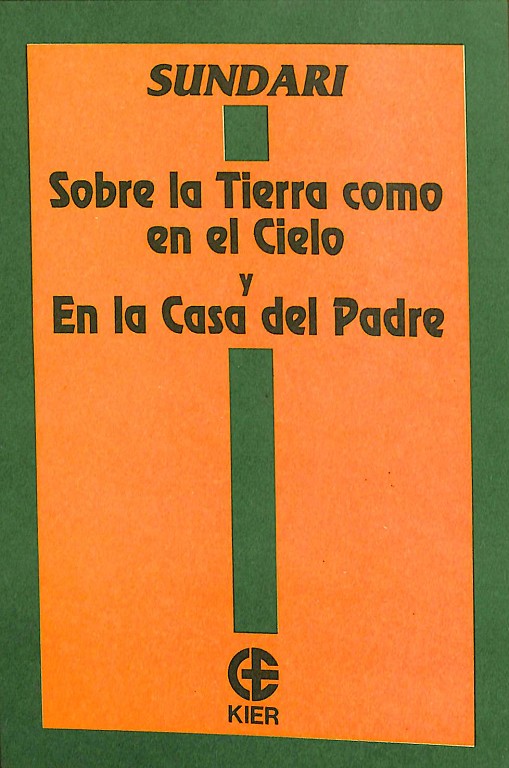 SUNDARI
Sobre la Tierra como
en el Cielo
y
En la Casa del Padre
KIER